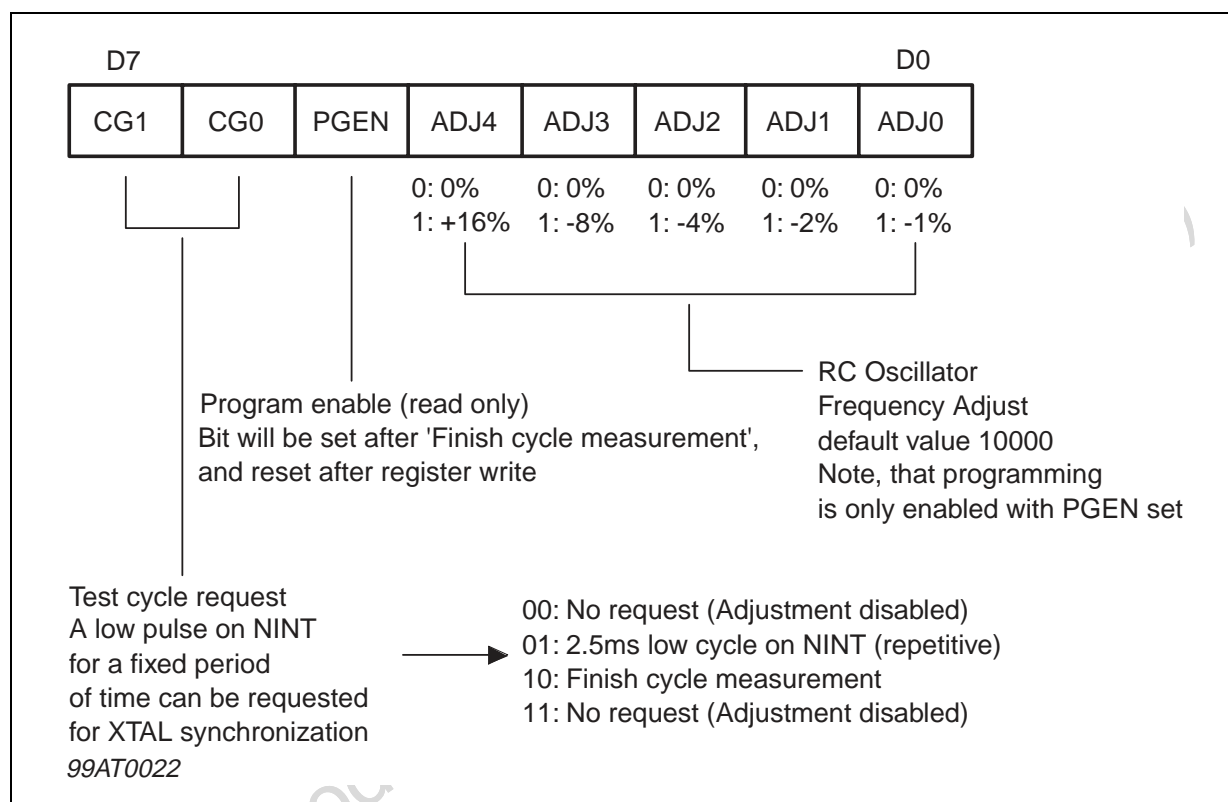 D7 D0
CG1 CG0 PGEN ADJ4 ADJ3 ADJ2 ADJ1 ADJ0
0: 0% 0: 0% 0: 0% 0: 0% 0: 0%
1: +16% 1: -8% 1: -4% 1: -2% 1: -1%
RC Oscillator
Frequency Adjust
default value 10000
Note, that programming
is only enabled with PGEN set
Program enable (read only)
Bit will be set after 'Finish cycle measurement',
and reset after register write
Test cycle request
A low pulse on NINT
for a fixed period
of time can be requested
for XTAL synchronization
00: No request (Adjustment disabled)
01: 2.5ms low cycle on NINT (repetitive)
10: Finish cycle measurement
11: No request (Adjustment disabled)
99AT0022